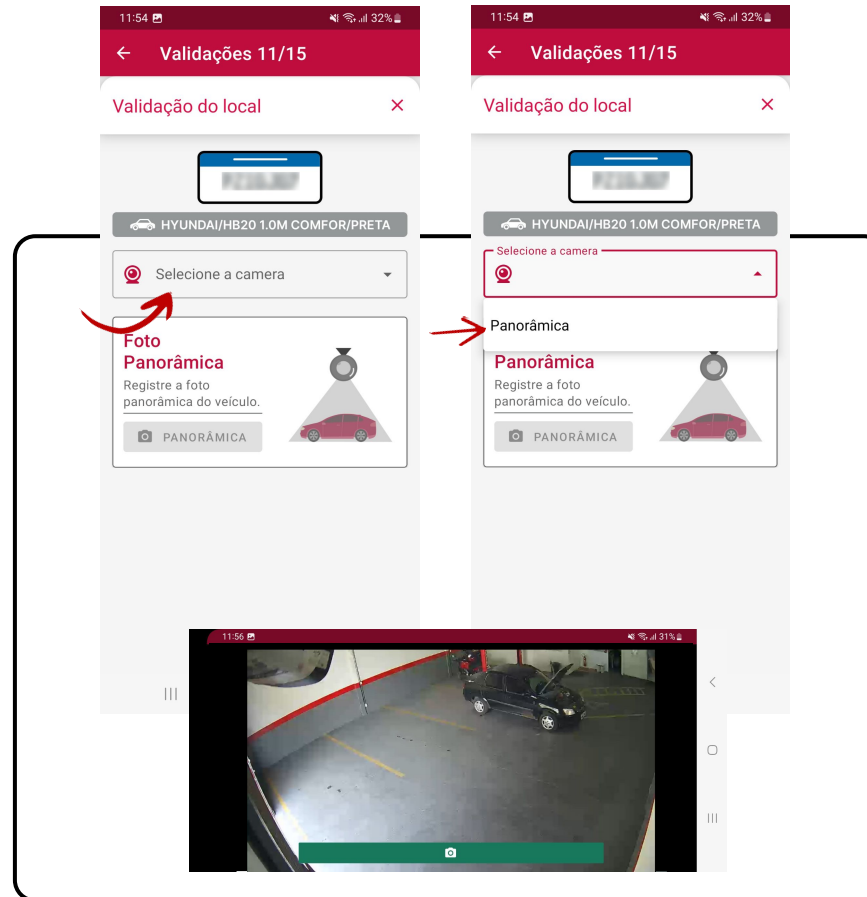 11:54
32%
Validações 11/15
Validação do local
HYUNDAI/HB20 1.0M COMFOR/PRETA
Selecione a camera
Foto
Panorâmica
Registre a foto
panorâmica do veículo.
PANORÂMICA
11:54
32%
Validações 11/15
Validação do local
HYUNDAI/HB20 1.0M COMFOR/PRETA
Selecione a camera
Panorâmica
Panorâmica
Registre a foto
panorâmica do veículo.
PANORÂMICA
11:56
31%